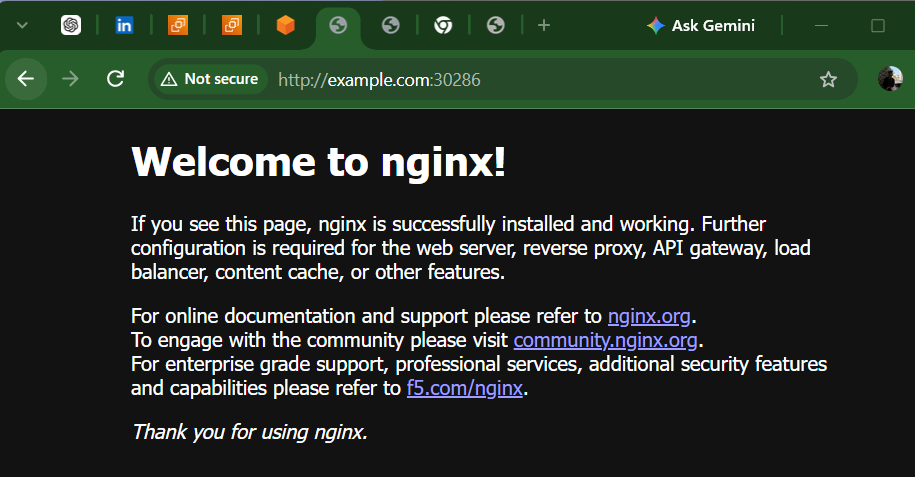 in
Ask Gemini
Not secure
http://example.com:30286
Welcome to nginx!
If you see this page, nginx is successfully installed and working. Further
configuration is required for the web server, reverse proxy, API gateway, load
balancer, content cache, or other features.
For online documentation and support please refer to nginx.org.
To engage with the community please visit community.nginx.org.
For enterprise grade support, professional services, additional security features
and capabilities please refer to f5.com/nginx.
Thank you for using nginx.